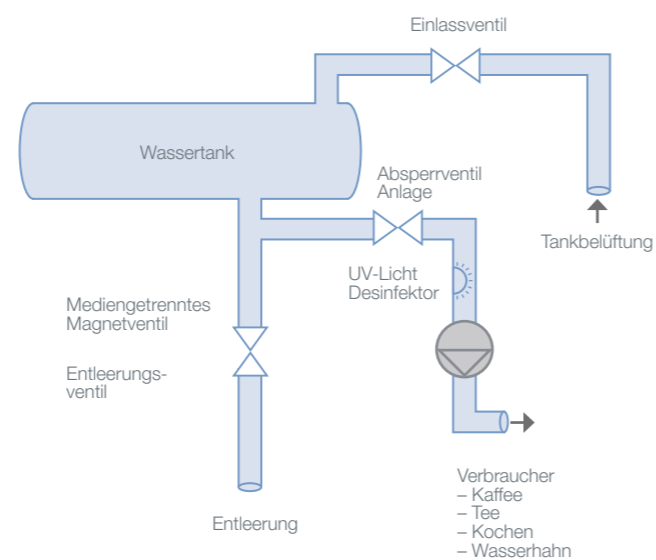 Einlassventil
Wassertank
Absperrventil
Anlage
Tankbelüftung
UV-Licht
Desinfektor
Mediengetrenntes
Magnetventil
Entleerungs-
ventil
Verbraucher
– Kaffee
– Tee
– Kochen
– Wasserhahn
Entleerung